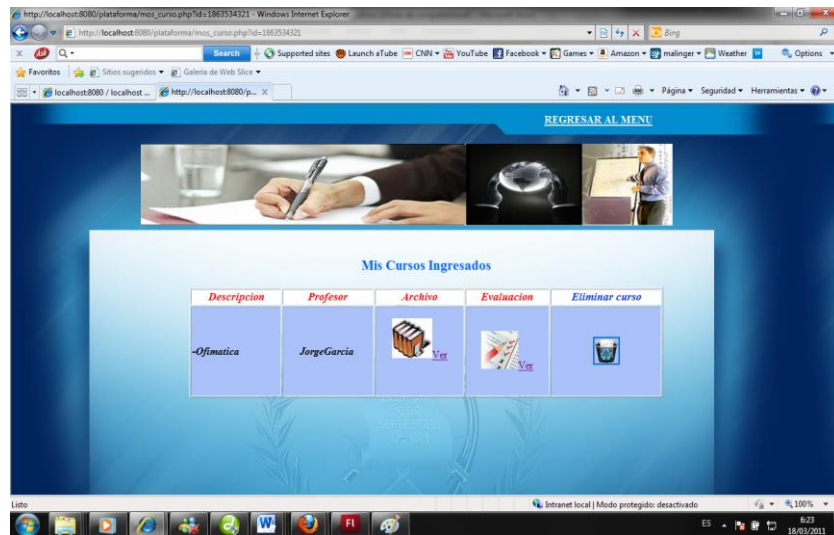 http://localhost:8080/plataforma/mos_curso.php?id=1863534321 - Windows Internet Explorer
http://localhost:8080/plataforma/mos_curso.php?id=1863534321
Bing
Search
Supported sites Launch aTube CNN YouTube Facebook Games Amazon malinger Weather Options
Favoritos Sitios sugeridos Galería de Web Slice
localhost:8080 / localhost ... http://localhost:8080/p... X Página Seguridad Herramientas
REGRESAR AL MENU
Mis Cursos Ingresados
Descripcion Profesor Archivo Evaluacion Eliminar curso
-Ofimatica JorgeGarcia Ver Ver
Listo Intranet local | Modo protegido: desactivado 100%
ES 6:23
18/03/2011